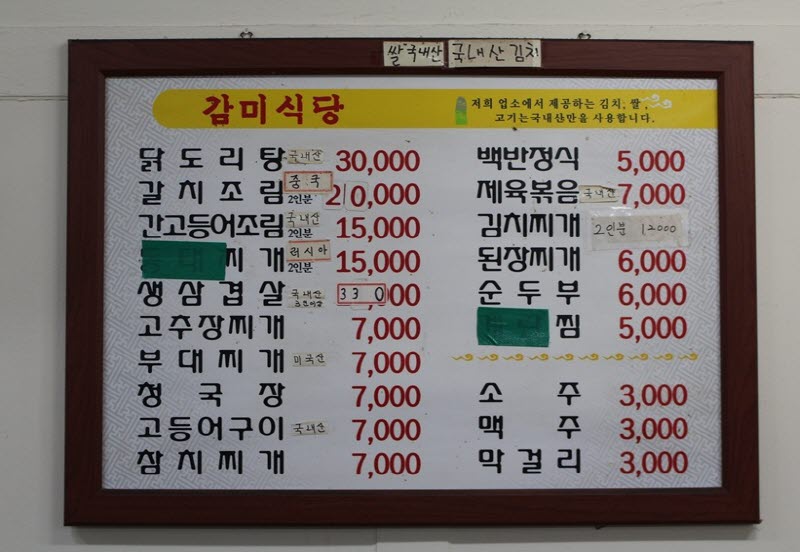 쌀국내산 국내산김치
감미식당
저희 업소에서 제공하는 김치, 쌀,
고기는국내산만을 사용합니다.
닭도리탕 국내산 30,000
갈치조림 중국 2인분 20,000
간고등어조림 국내산 2인분 15,000
찌개 러시아 2인분 15,000
생삼겹살 국내산 330 00
고추장찌개 7,000
부대찌개 미국산 7,000
청국장 7,000
고등어구이 국내산 7,000
참치찌개 7,000
백반정식 5,000
제육볶음 국내산 7,000
김치찌개 2인분 12000
된장찌개 6,000
순두부 6,000
찜 5,000
소주 3,000
맥주 3,000
막걸리 3,000